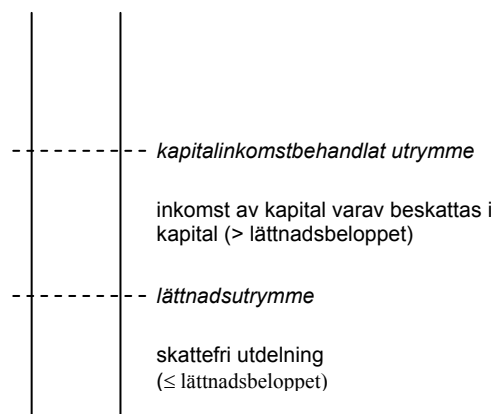 kapitalinkomstbehandlat utrymme
inkomst av kapital varav beskattas i
kapital (> lättnadsbeloppet)
lättnadsutrymme
skattefri utdelning
(≤ lättnadsbeloppet)